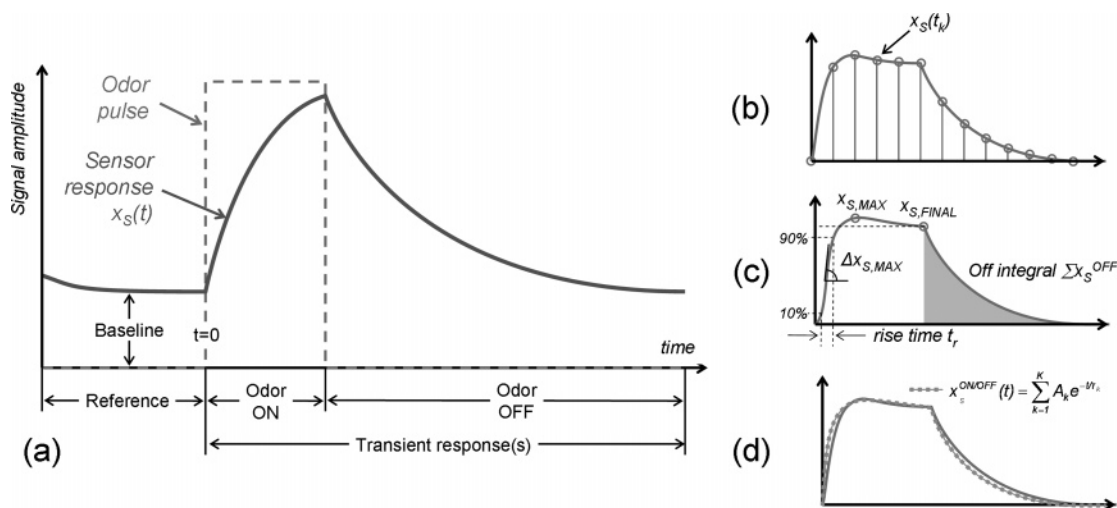 Signal amplitude
Odor
pulse
Sensor
response
x_S(t)
Baseline
t=0
time
Reference
Odor
ON
Odor
OFF
Transient response(s)
(a)
x_S(t_k)
(b)
x_S,MAX
x_S,FINAL
90%
Δx_S,MAX
Off integral ∑x_S^OFF
10%
rise time t_r
(c)
x_s^ON/OFF(t) = ∑_{k-1}^{K} A_k e^{-t/τ_k}
(d)